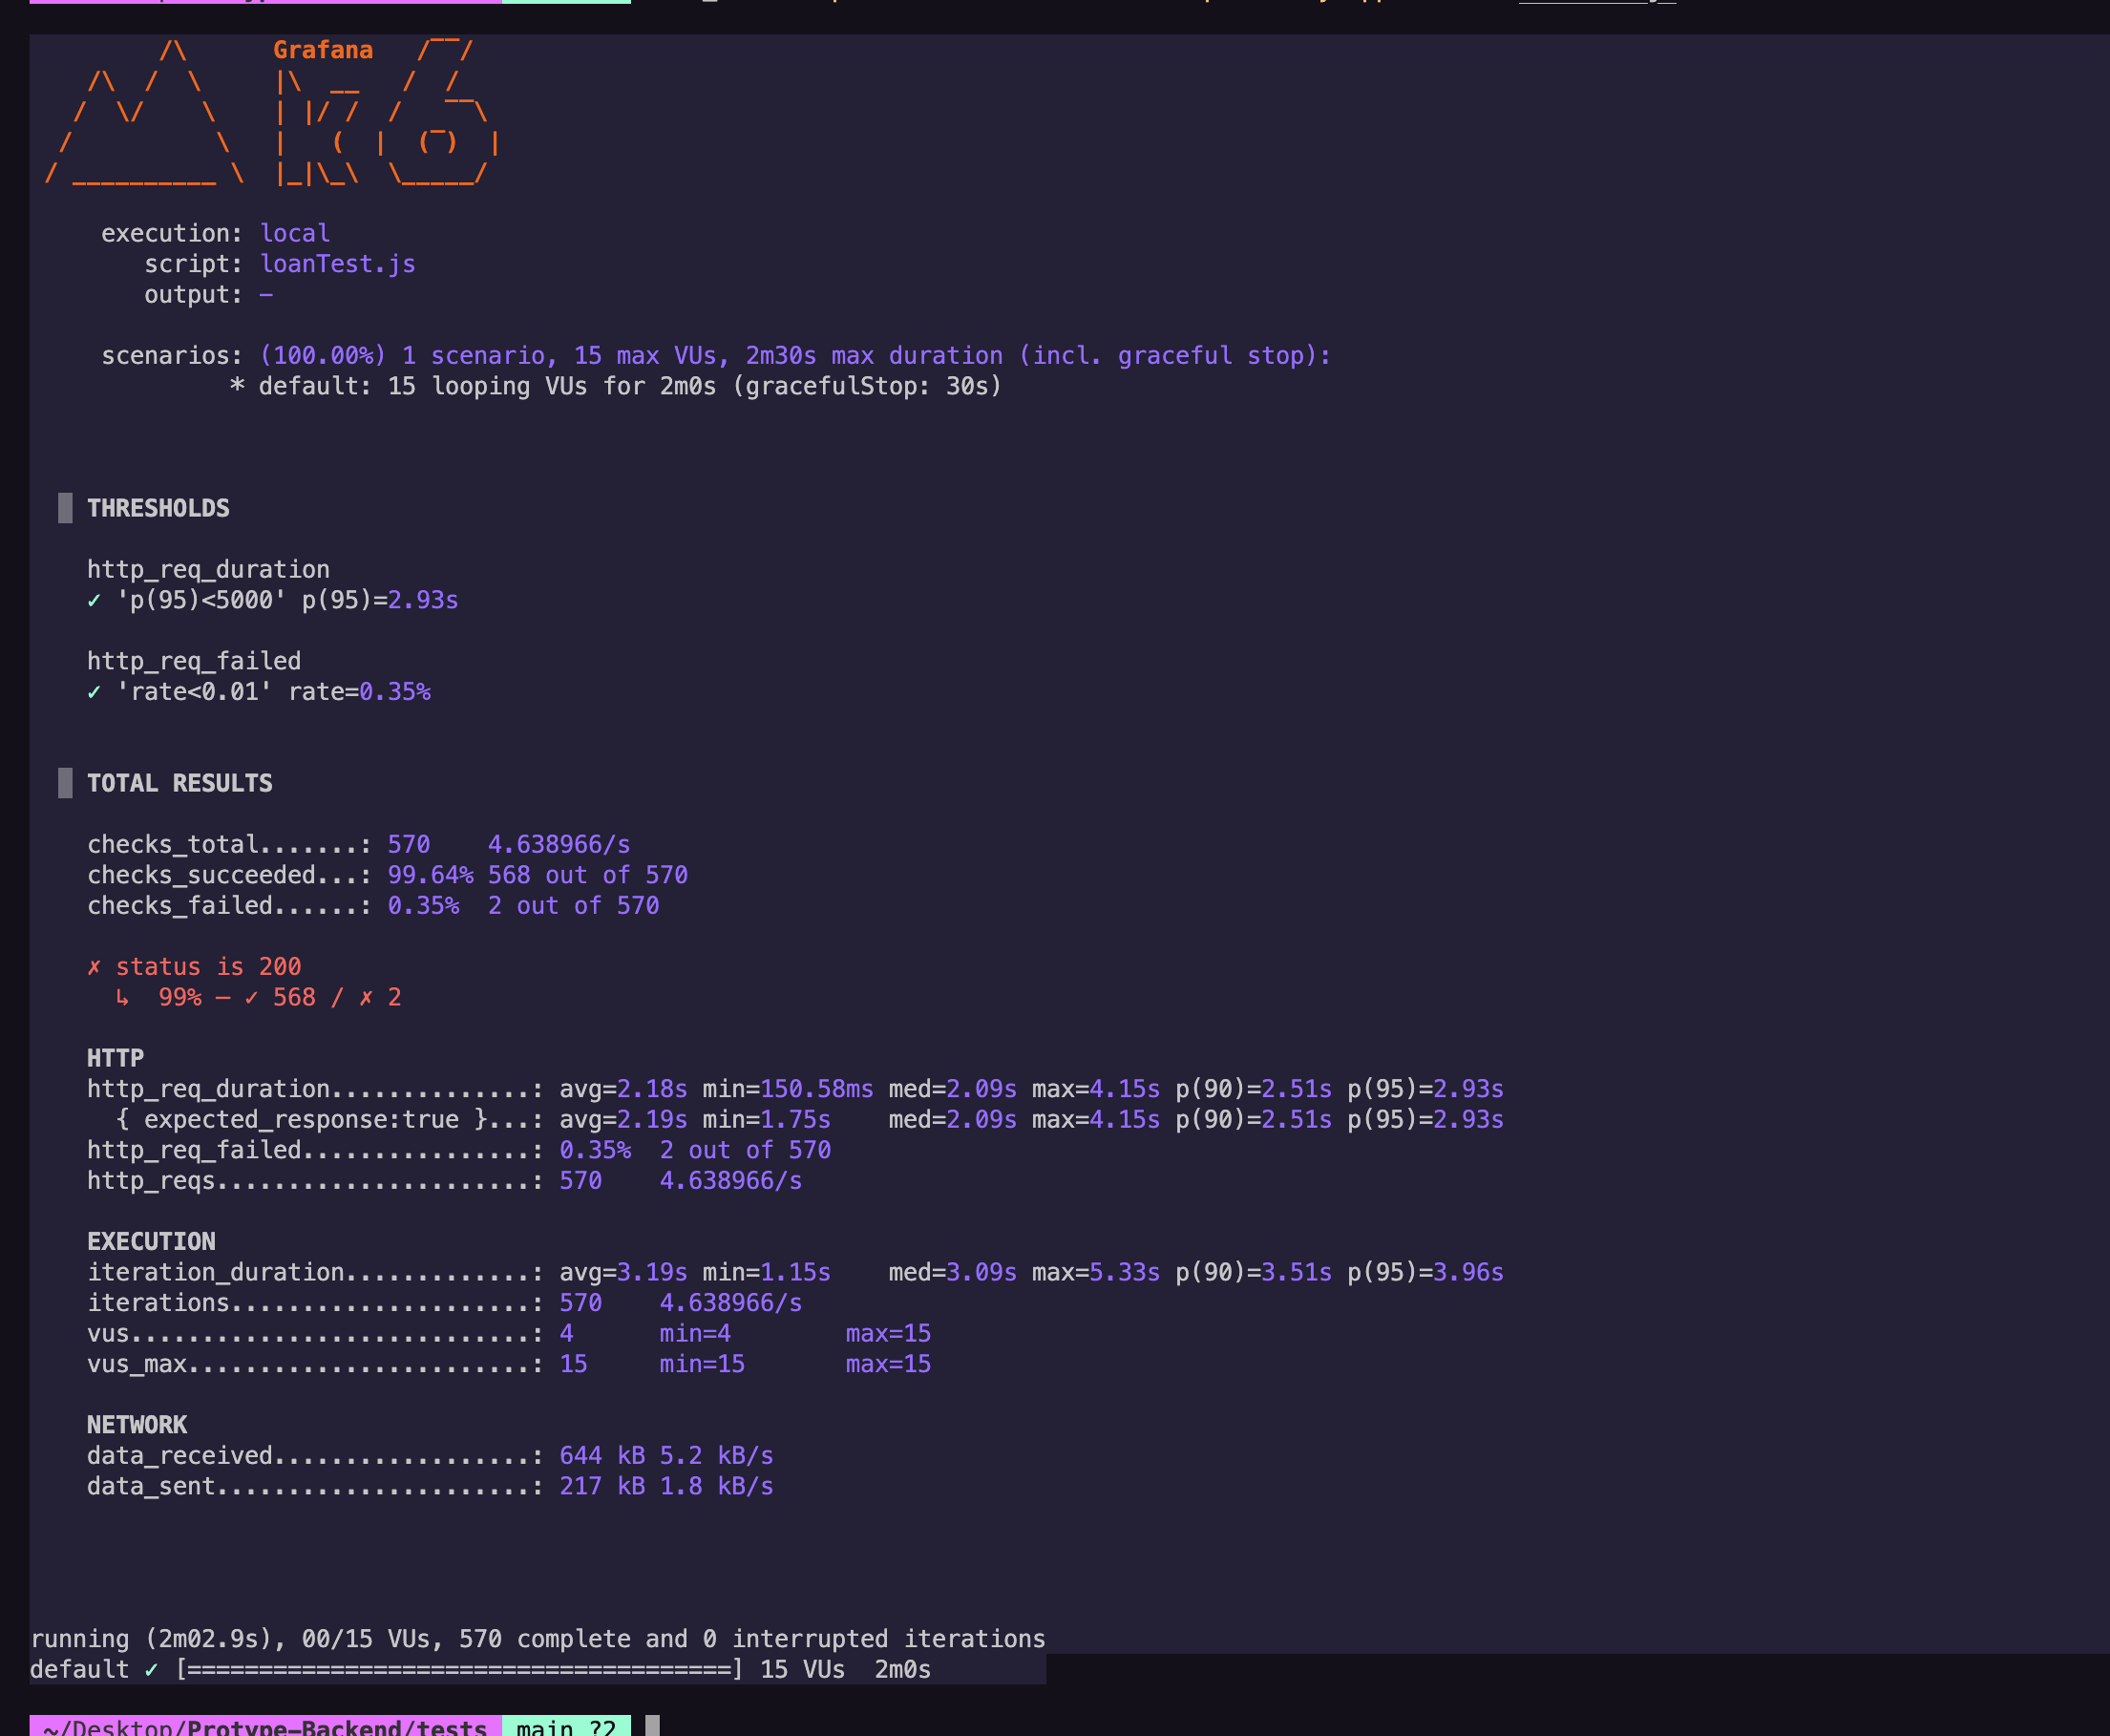 Grafana
execution: local
script: loanTest.js
output: –
scenarios: (100.00%) 1 scenario, 15 max VUs, 2m30s max duration (incl. graceful stop):
* default: 15 looping VUs for 2m0s (gracefulStop: 30s)
█ THRESHOLDS
http_req_duration
✓ 'p(95)<5000' p(95)=2.93s
http_req_failed
✓ 'rate<0.01' rate=0.35%
█ TOTAL RESULTS
checks_total.......: 570    4.638966/s
checks_succeeded...: 99.64% 568 out of 570
checks_failed......: 0.35%  2 out of 570
✗ status is 200
↳  99% — ✓ 568 / ✗ 2
HTTP
http_req_duration..............: avg=2.18s min=150.58ms med=2.09s max=4.15s p(90)=2.51s p(95)=2.93s
{ expected_response:true }...: avg=2.19s min=1.75s    med=2.09s max=4.15s p(90)=2.51s p(95)=2.93s
http_req_failed................: 0.35%  2 out of 570
http_reqs......................: 570    4.638966/s
EXECUTION
iteration_duration.............: avg=3.19s min=1.15s    med=3.09s max=5.33s p(90)=3.51s p(95)=3.96s
iterations.....................: 570    4.638966/s
vus............................: 4      min=4        max=15
vus_max........................: 15     min=15       max=15
NETWORK
data_received..................: 644 kB 5.2 kB/s
data_sent......................: 217 kB 1.8 kB/s
running (2m02.9s), 00/15 VUs, 570 complete and 0 interrupted iterations
default ✓ [======================================] 15 VUs  2m0s
~/Desktop/Protype-Backend/tests  main ?2